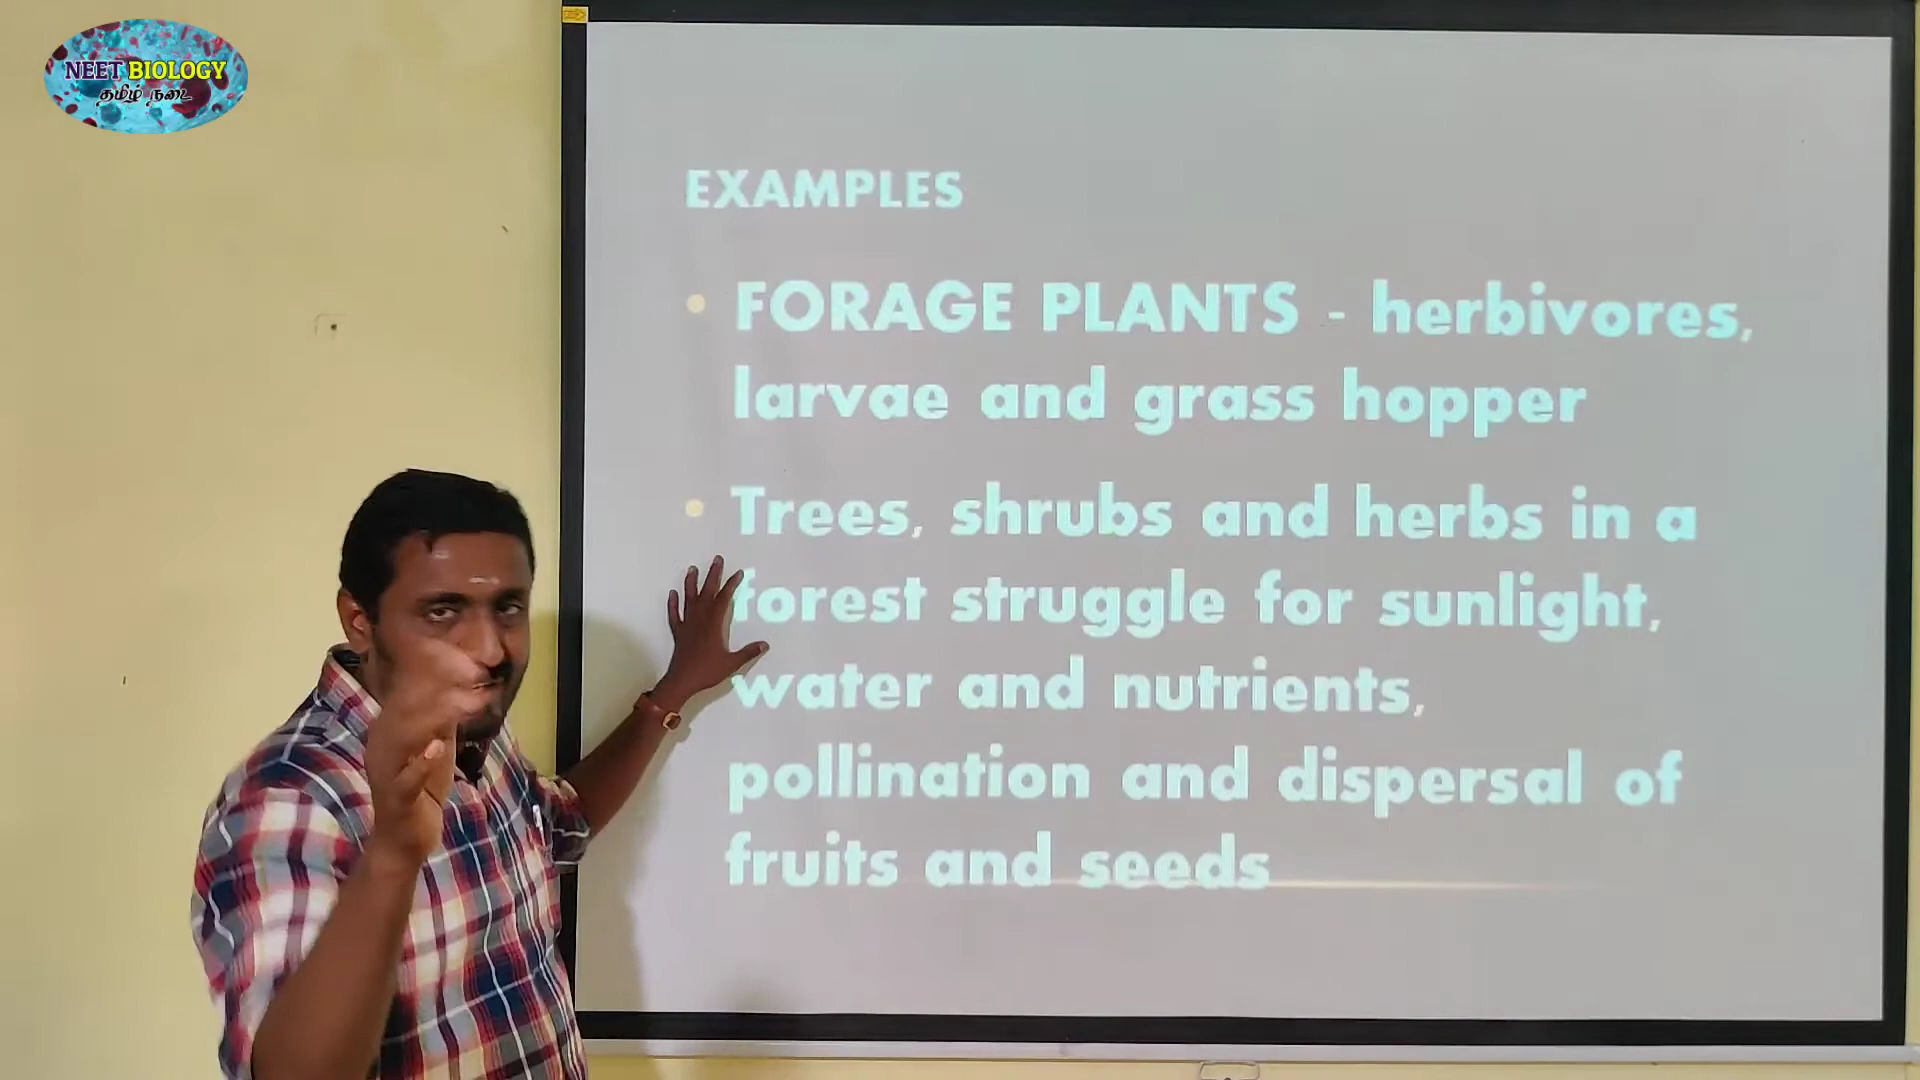 NEET BIOLOGY
தமிழ் நடை
EXAMPLES
• FORAGE PLANTS - herbivores,
larvae and grass hopper
• Trees, shrubs and herbs in a
forest struggle for sunlight,
water and nutrients,
pollination and dispersal of
fruits and seeds